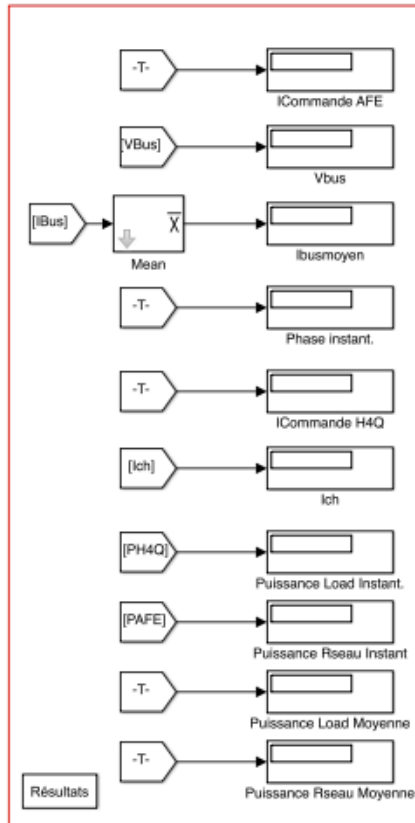 -T-
ICommande AFE
[VBus]
Vbus
[IBus]
X
Mean
Ibusmoyen
-T-
Phase instant.
-T-
ICommande H4Q
[Ich]
Ich
[PH4Q]
Puissance Load Instant.
[PAFE]
Puissance Rseau Instant
-T-
Puissance Load Moyenne
-T-
Puissance Rseau Moyenne
Résultats